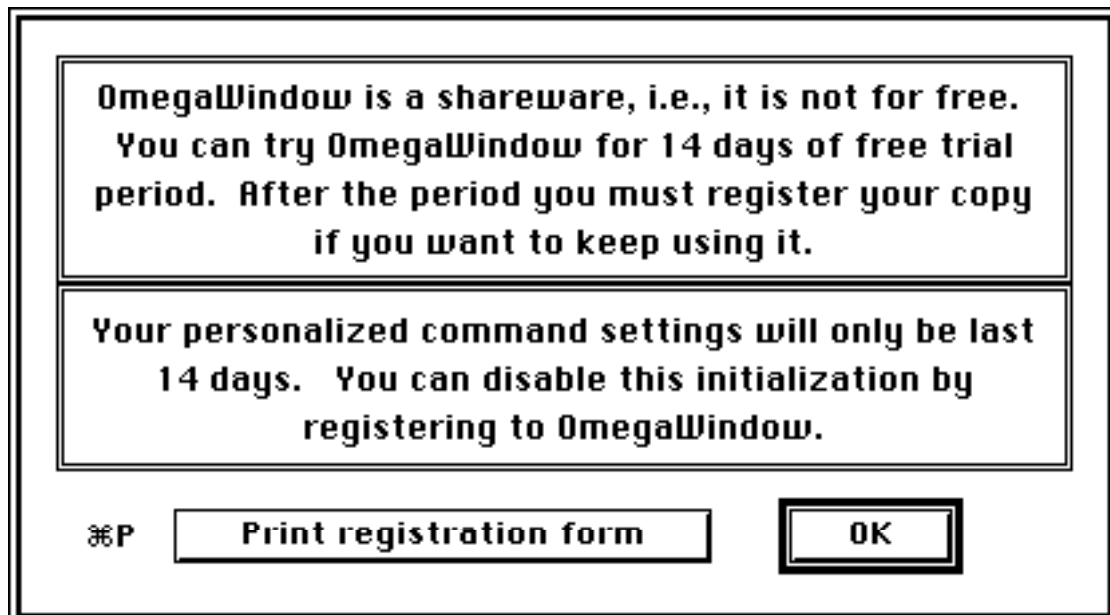 OmegaWindow is a shareware, i.e., it is not for free.
You can try OmegaWindow for 14 days of free trial
period.  After the period you must register your copy
if you want to keep using it.
Your personalized command settings will only be last
14 days.   You can disable this initialization by
registering to OmegaWindow.
⌘P Print registration form OK